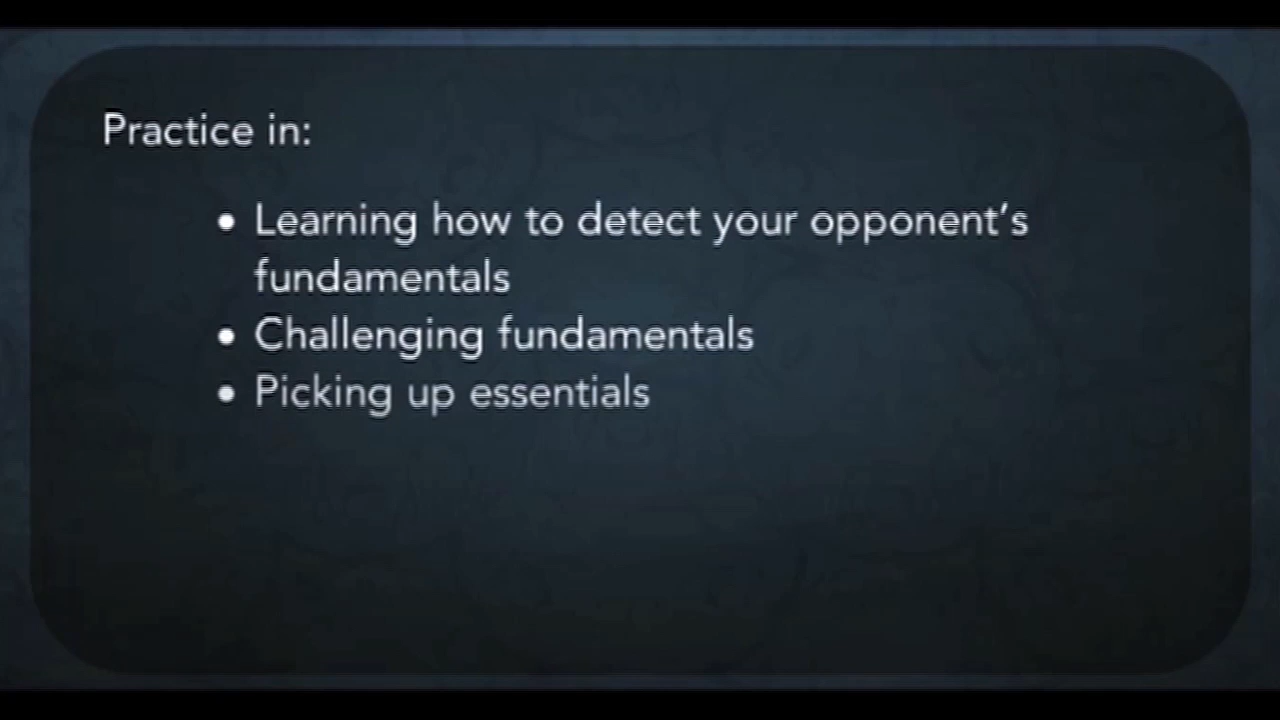 Practice in:
• Learning how to detect your opponent’s
fundamentals
• Challenging fundamentals
• Picking up essentials